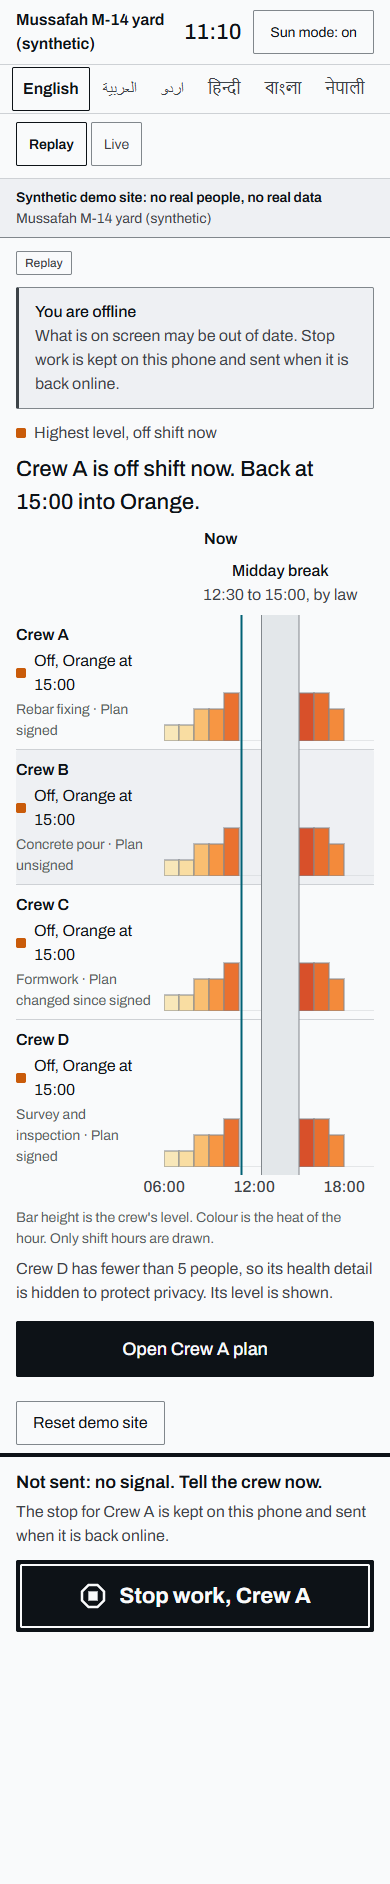 Mussafah M-14 yard
(synthetic)
11:10
Sun mode: on
English
العربية
اردو
हिन्दी
বাংলা
नेपाली
Replay
Live
Synthetic demo site: no real people, no real data
Mussafah M-14 yard (synthetic)
Replay
You are offline
What is on screen may be out of date. Stop
work is kept on this phone and sent when it is
back online.
Highest level, off shift now
Crew A is off shift now. Back at
15:00 into Orange.
Now
Midday break
12:30 to 15:00, by law
Crew A
Off, Orange at
15:00
Rebar fixing · Plan
signed
Crew B
Off, Orange at
15:00
Concrete pour · Plan
unsigned
Crew C
Off, Orange at
15:00
Formwork · Plan
changed since signed
Crew D
Off, Orange at
15:00
Survey and
inspection · Plan
signed
06:00
12:00
18:00
Bar height is the crew's level. Colour is the heat of the
hour. Only shift hours are drawn.
Crew D has fewer than 5 people, so its health detail
is hidden to protect privacy. Its level is shown.
Open Crew A plan
Reset demo site
Not sent: no signal. Tell the crew now.
The stop for Crew A is kept on this phone and sent
when it is back online.
Stop work, Crew A